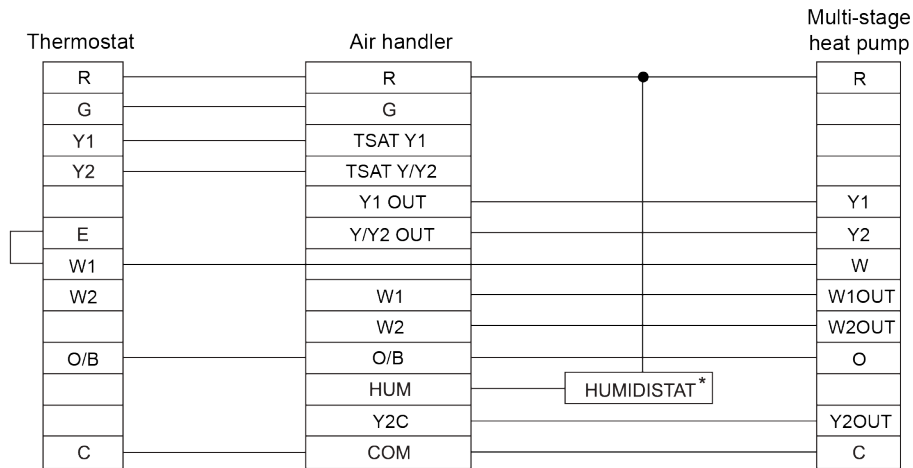 Multi-stage
Thermostat Air handler heat pump
R R R
G G
Y1 TSAT Y1
Y2 TSAT Y/Y2
Y1 OUT Y1
E Y/Y2 OUT Y2
W1 W
W2 W1 W1OUT
W2 W2OUT
O/B O/B O
HUM HUMIDISTAT*
Y2C Y2OUT
C COM C